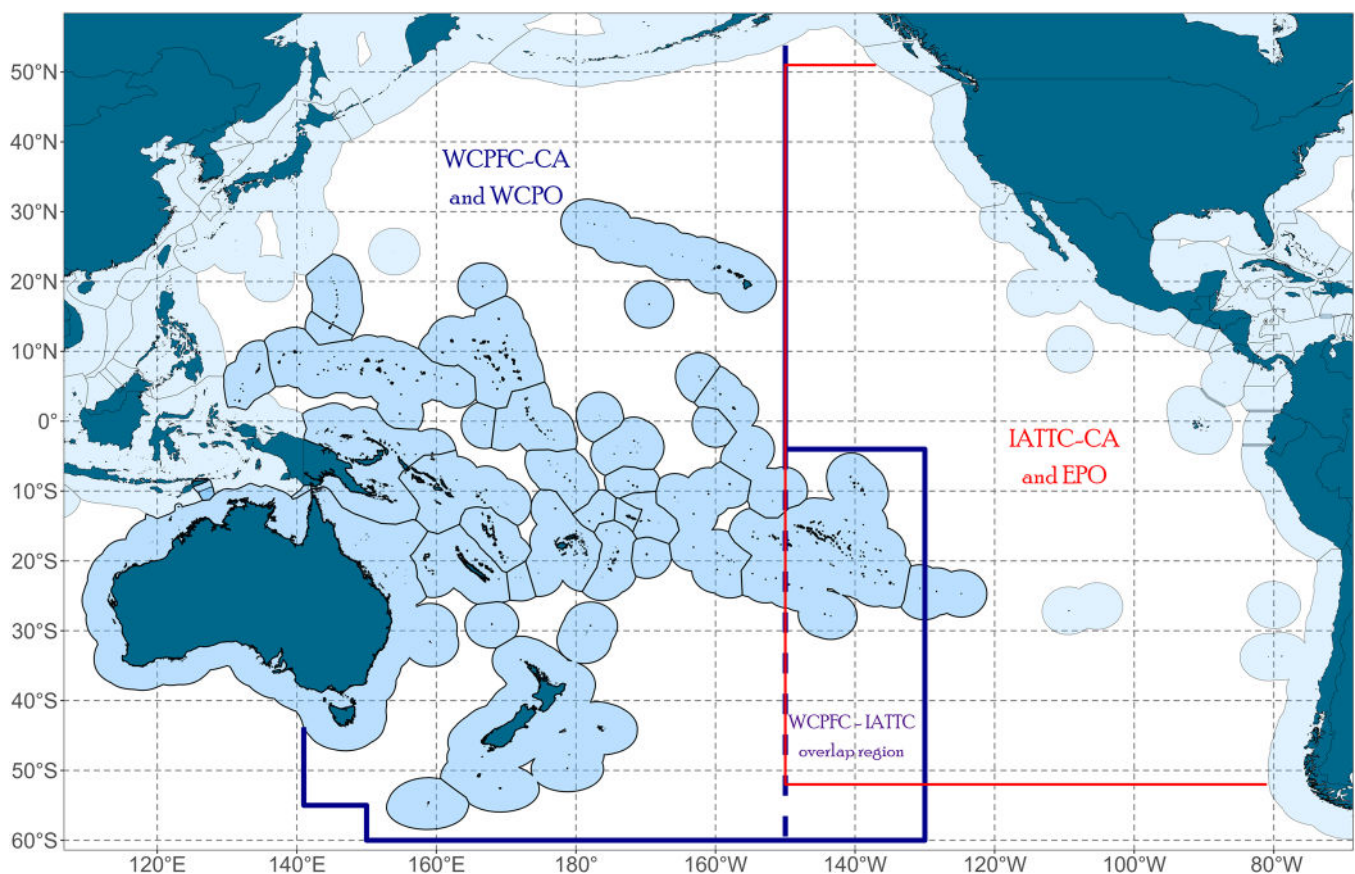 50°N
40°N
30°N
20°N
10°N
0°
10°S
20°S
30°S
40°S
50°S
60°S
WCPFC-CA
and WCPO
IATTC-CA
and EPO
WCPFC - IATTC
overlap region
120°E
140°E
160°E
180°
160°W
140°W
120°W
100°W
80°W